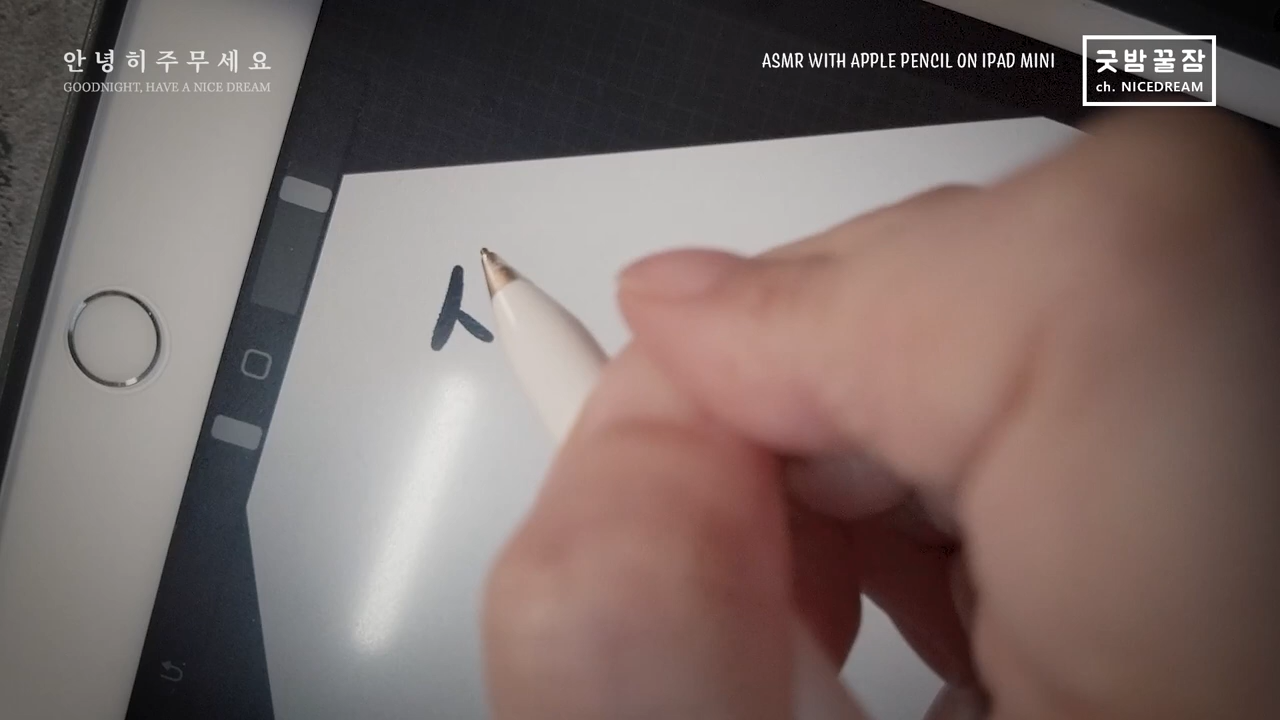 안녕히주무세요
GOODNIGHT, HAVE A NICE DREAM
ASMR WITH APPLE PENCIL ON IPAD MINI
굿밤꿀잠
ch. NICEDREAM
ㅅ